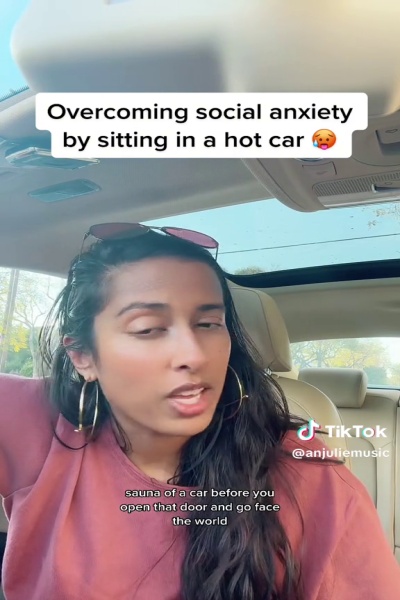 Overcoming social anxiety
by sitting in a hot car 🥵
TikTok
@anjuliemusic
sauna of a car before you
open that door and go face
the world